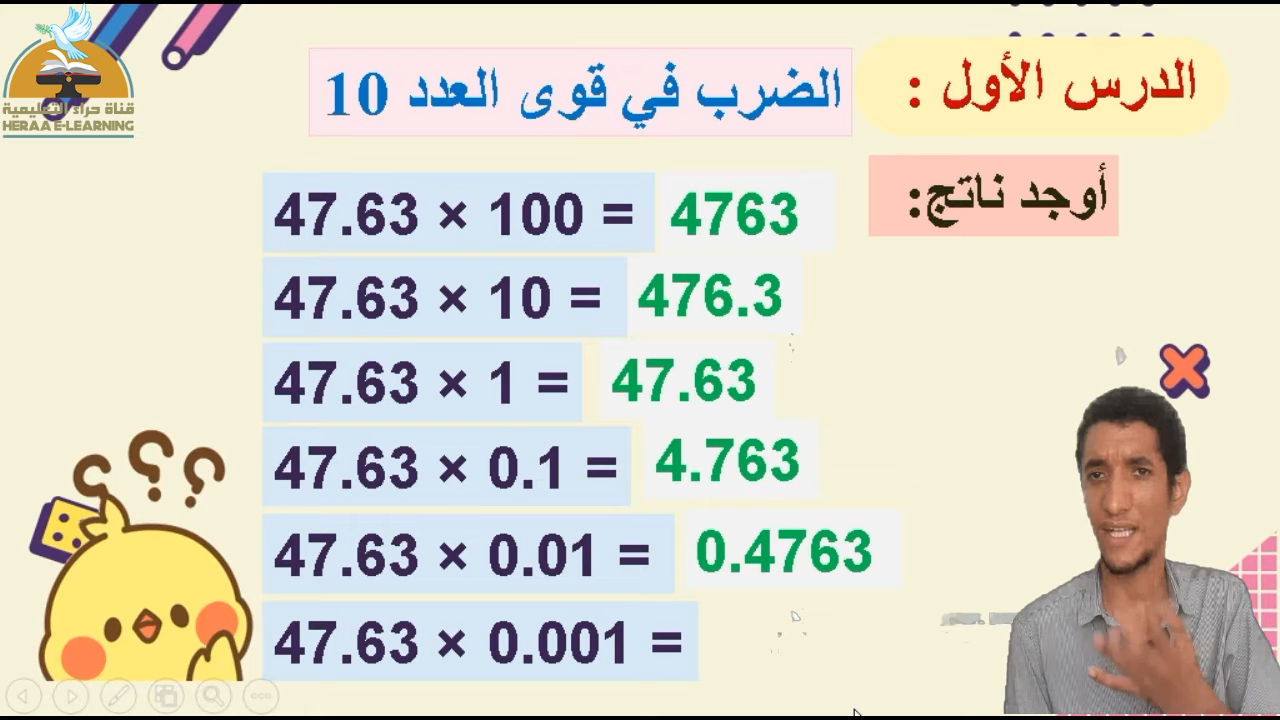 قناة حراء التعليمية
HERAA E-LEARNING
الدرس الأول :
الضرب في قوى العدد 10
أوجد ناتج:
47.63 × 100 = 4763
47.63 × 10 = 476.3
47.63 × 1 = 47.63
47.63 × 0.1 = 4.763
47.63 × 0.01 = 0.4763
47.63 × 0.001 =
؟؟؟